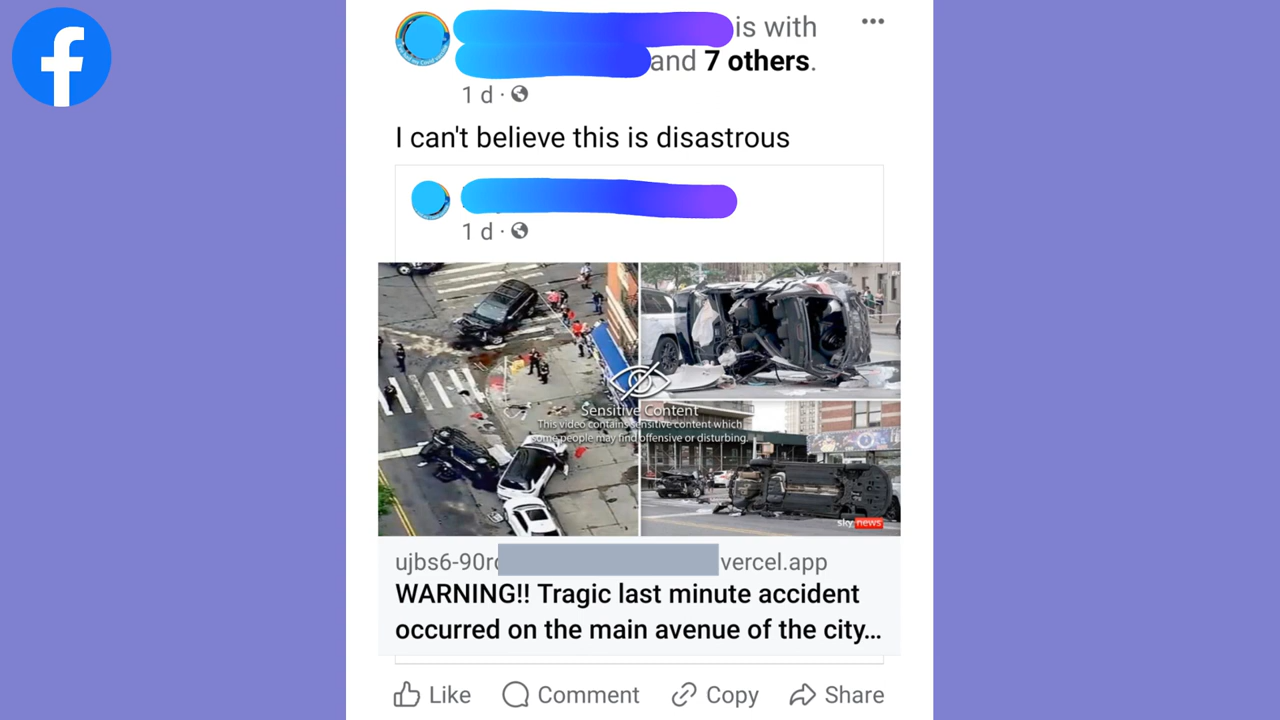 is with
and 7 others.
1 d ·
I can't believe this is disastrous
1 d ·
Sensitive Content
This video contains sensitive content which
some people may find offensive or disturbing.
sky news
ujbs6-90r vercel.app
WARNING!! Tragic last minute accident
occurred on the main avenue of the city...
Like Comment Copy Share